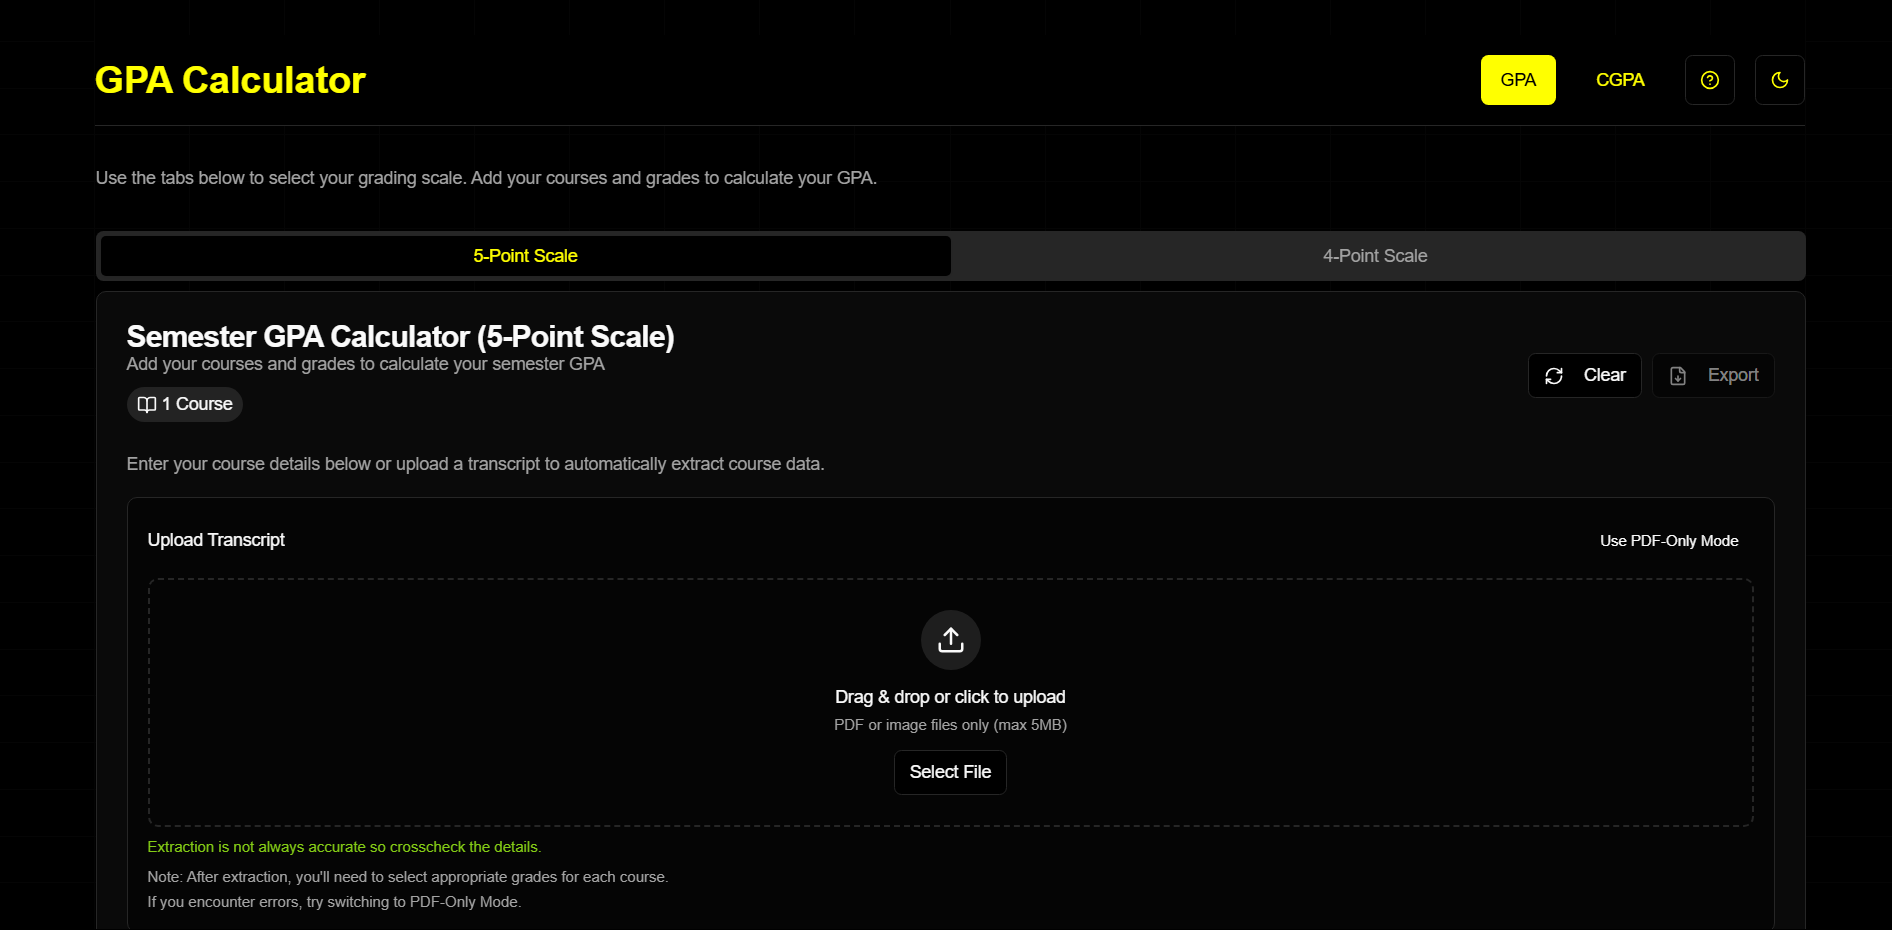 GPA Calculator
GPA
CGPA
Use the tabs below to select your grading scale. Add your courses and grades to calculate your GPA.
5-Point Scale
4-Point Scale
Semester GPA Calculator (5-Point Scale)
Add your courses and grades to calculate your semester GPA
1 Course
Clear
Export
Enter your course details below or upload a transcript to automatically extract course data.
Upload Transcript
Use PDF-Only Mode
Drag & drop or click to upload
PDF or image files only (max 5MB)
Select File
Extraction is not always accurate so crosscheck the details.
Note: After extraction, you'll need to select appropriate grades for each course.
If you encounter errors, try switching to PDF-Only Mode.